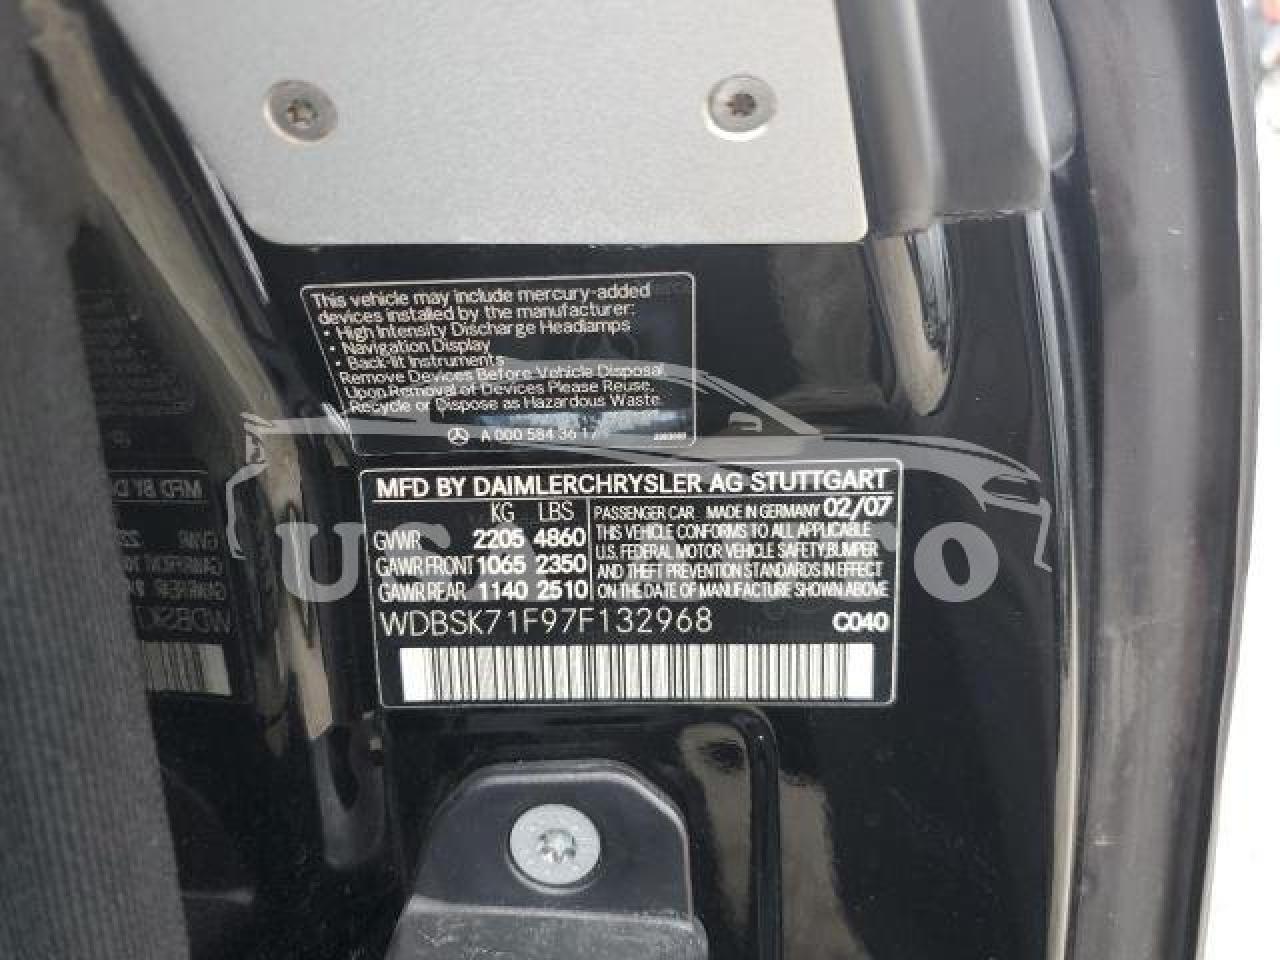 This vehicle may include mercury-added
devices installed by the manufacturer:
• High Intensity Discharge Headlamps
• Navigation Display
• Back-lit Instruments
Remove Devices Before Vehicle Disposal
Upon Removal of Devices Please Reuse,
Recycle or Dispose as Hazardous Waste
A 000 584 36 17
MFD BY DAIMLERCHRYSLER AG STUTTGART
KG LBS
PASSENGER CAR MADE IN GERMANY 02/07
GVWR 2205 4860
THIS VEHICLE CONFORMS TO ALL APPLICABLE
U.S. FEDERAL MOTOR VEHICLE SAFETY, BUMPER
GAWR FRONT 1065 2350
AND THEFT PREVENTION STANDARDS IN EFFECT
GAWR REAR 1140 2510
ON THE DATE OF MANUFACTURE SHOWN ABOVE
WDBSK71F97F132968 C040